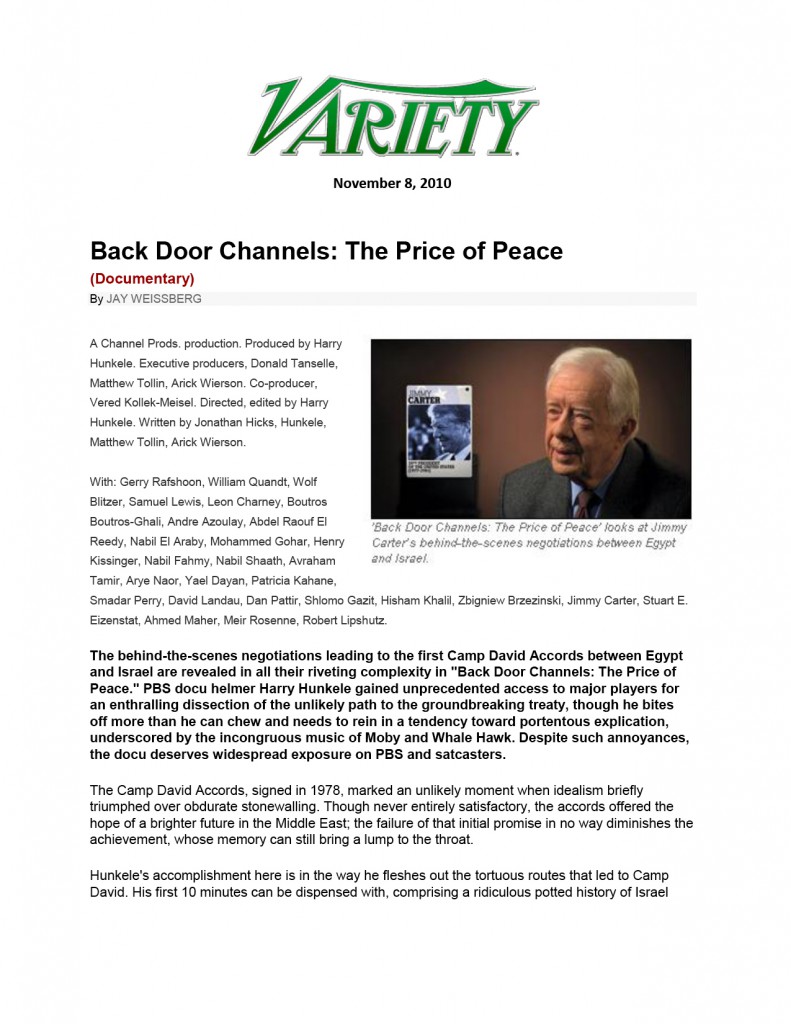 VARIETY
November 8, 2010
Back Door Channels: The Price of Peace
(Documentary)
By JAY WEISSBERG
A Channel Prods. production. Produced by Harry
Hunkele. Executive producers, Donald Tanselle,
Matthew Tollin, Arick Wierson. Co-producer,
Vered Kollek-Meisel. Directed, edited by Harry
Hunkele. Written by Jonathan Hicks, Hunkele,
Matthew Tollin, Arick Wierson.
JIMMY
CARTER
39TH PRESIDENT
OF THE UNITED STATES
'Back Door Channels: The Price of Peace' looks at Jimmy
Carter's behind-the-scenes negotiations between Egypt
and Israel.
With: Gerry Rafshoon, William Quandt, Wolf
Blitzer, Samuel Lewis, Leon Charney, Boutros
Boutros-Ghali, Andre Azoulay, Abdel Raouf El
Reedy, Nabil El Araby, Mohammed Gohar, Henry
Kissinger, Nabil Fahmy, Nabil Shaath, Avraham
Tamir, Arye Naor, Yael Dayan, Patricia Kahane,
Smadar Perry, David Landau, Dan Pattir, Shlomo Gazit, Hisham Khalil, Zbigniew Brzezinski, Jimmy Carter, Stuart E.
Eizenstat, Ahmed Maher, Meir Rosenne, Robert Lipshutz.
The behind-the-scenes negotiations leading to the first Camp David Accords between Egypt
and Israel are revealed in all their riveting complexity in "Back Door Channels: The Price of
Peace." PBS docu helmer Harry Hunkele gained unprecedented access to major players for
an enthralling dissection of the unlikely path to the groundbreaking treaty, though he bites
off more than he can chew and needs to rein in a tendency toward portentous explication,
underscored by the incongruous music of Moby and Whale Hawk. Despite such annoyances,
the docu deserves widespread exposure on PBS and satcasters.
The Camp David Accords, signed in 1978, marked an unlikely moment when idealism briefly
triumphed over obdurate stonewalling. Though never entirely satisfactory, the accords offered the
hope of a brighter future in the Middle East; the failure of that initial promise in no way diminishes the
achievement, whose memory can still bring a lump to the throat.
Hunkele's accomplishment here is in the way he fleshes out the tortuous routes that led to Camp
David. His first 10 minutes can be dispensed with, comprising a ridiculous potted history of Israel